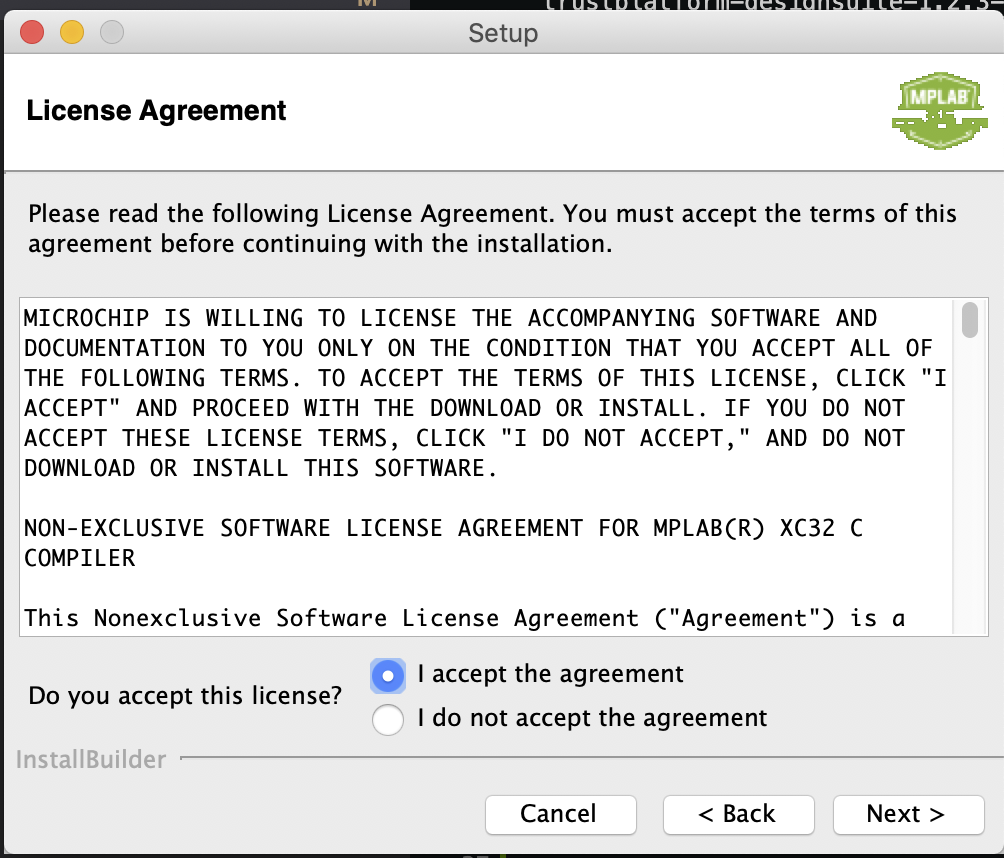 trustplatform-designsuite-1.2.3-
Setup
License Agreement
MPLAB
Please read the following License Agreement. You must accept the terms of this
agreement before continuing with the installation.
MICROCHIP IS WILLING TO LICENSE THE ACCOMPANYING SOFTWARE AND
DOCUMENTATION TO YOU ONLY ON THE CONDITION THAT YOU ACCEPT ALL OF
THE FOLLOWING TERMS. TO ACCEPT THE TERMS OF THIS LICENSE, CLICK "I
ACCEPT" AND PROCEED WITH THE DOWNLOAD OR INSTALL. IF YOU DO NOT
ACCEPT THESE LICENSE TERMS, CLICK "I DO NOT ACCEPT," AND DO NOT
DOWNLOAD OR INSTALL THIS SOFTWARE.
NON-EXCLUSIVE SOFTWARE LICENSE AGREEMENT FOR MPLAB(R) XC32 C
COMPILER
This Nonexclusive Software License Agreement ("Agreement") is a
Do you accept this license?
I accept the agreement
I do not accept the agreement
InstallBuilder
Cancel
< Back
Next >